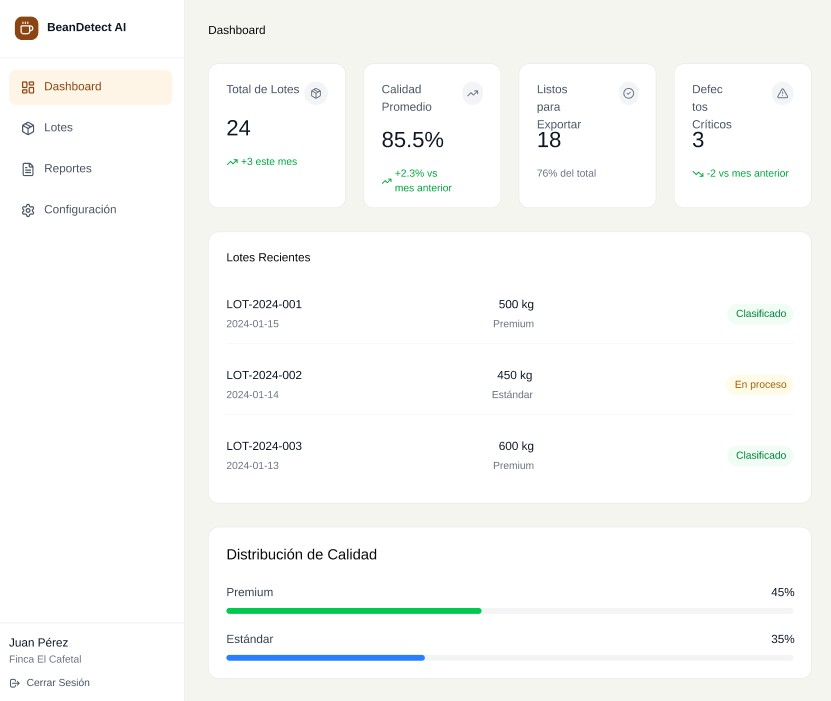 BeanDetect AI
Dashboard
Lotes
Reportes
Configuración
Juan Pérez
Finca El Cafetal
Cerrar Sesión
Dashboard
Total de Lotes
24
+3 este mes
Calidad
Promedio
85.5%
+2.3% vs
mes anterior
Listos
para
Exportar
18
76% del total
Defec
tos
Críticos
3
-2 vs mes anterior
Lotes Recientes
LOT-2024-001
2024-01-15
500 kg
Premium
Clasificado
LOT-2024-002
2024-01-14
450 kg
Estándar
En proceso
LOT-2024-003
2024-01-13
600 kg
Premium
Clasificado
Distribución de Calidad
Premium 45%
Estándar 35%